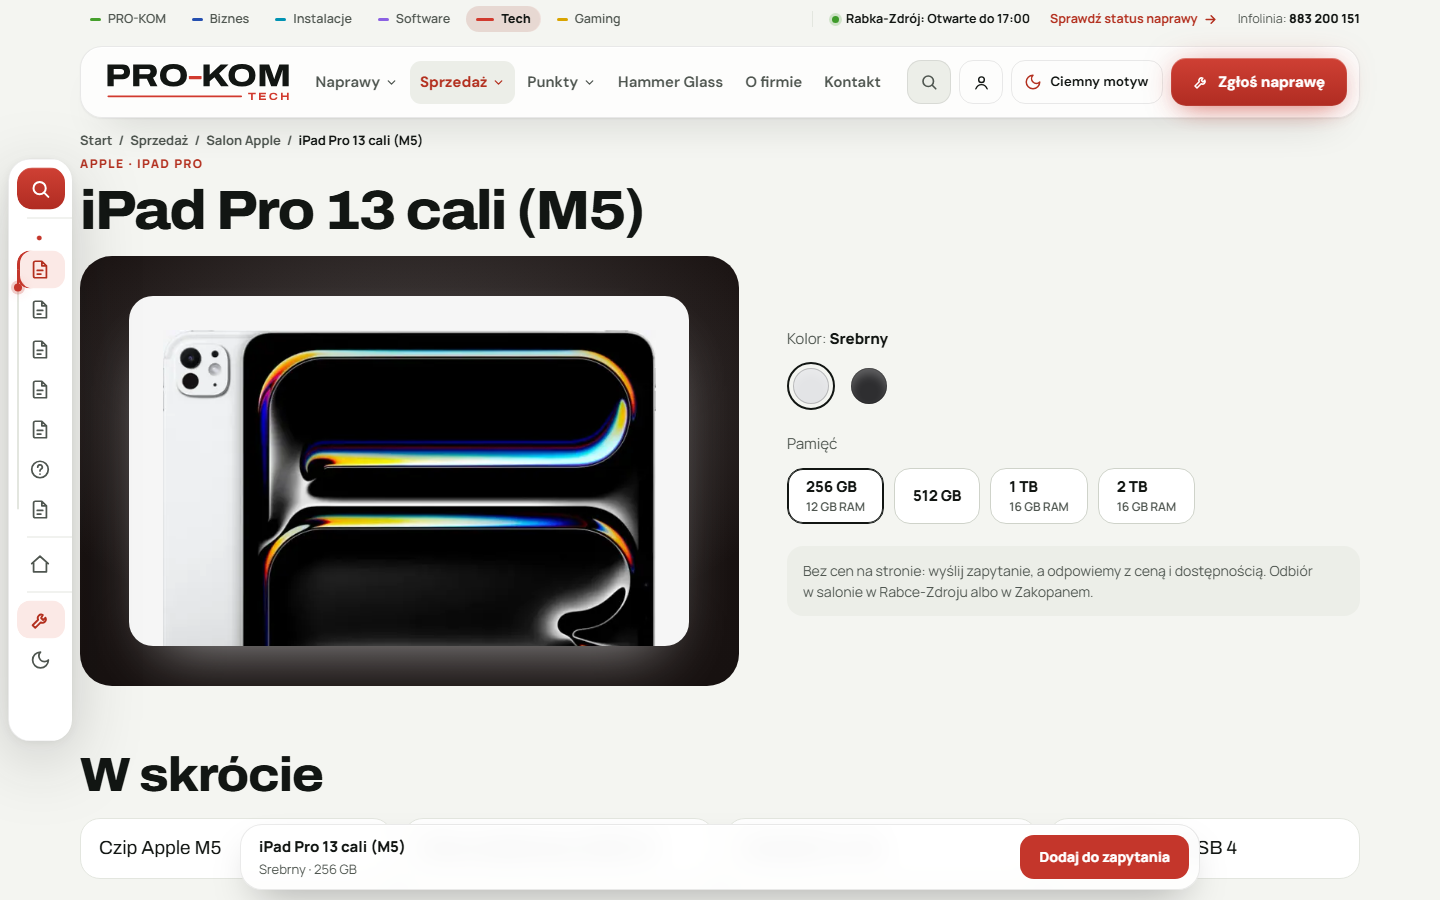 PRO-KOM
Biznes
Instalacje
Software
Tech
Gaming
Rabka-Zdrój: Otwarte do 17:00
Sprawdź status naprawy →
Infolinia: 883 200 151
PRO-KOM
TECH
Naprawy
Sprzedaż
Punkty
Hammer Glass
O firmie
Kontakt
Ciemny motyw
Zgłoś naprawę
Start / Sprzedaż / Salon Apple / iPad Pro 13 cali (M5)
APPLE · IPAD PRO
iPad Pro 13 cali (M5)
Kolor: Srebrny
Pamięć
256 GB
12 GB RAM
512 GB
1 TB
16 GB RAM
2 TB
16 GB RAM
Bez cen na stronie: wyślij zapytanie, a odpowiemy z ceną i dostępnością. Odbiór
w salonie w Rabce-Zdroju albo w Zakopanem.
W skrócie
Czip Apple M5
SB 4
iPad Pro 13 cali (M5)
Srebrny · 256 GB
Dodaj do zapytania